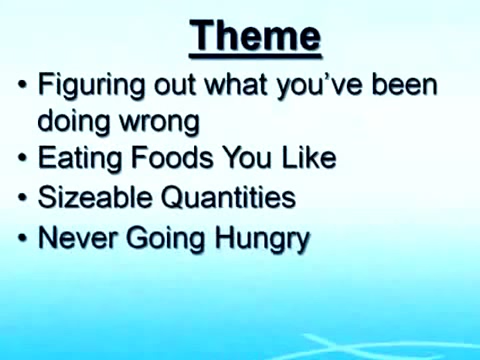 Theme
• Figuring out what you’ve been
doing wrong
• Eating Foods You Like
• Sizeable Quantities
• Never Going Hungry